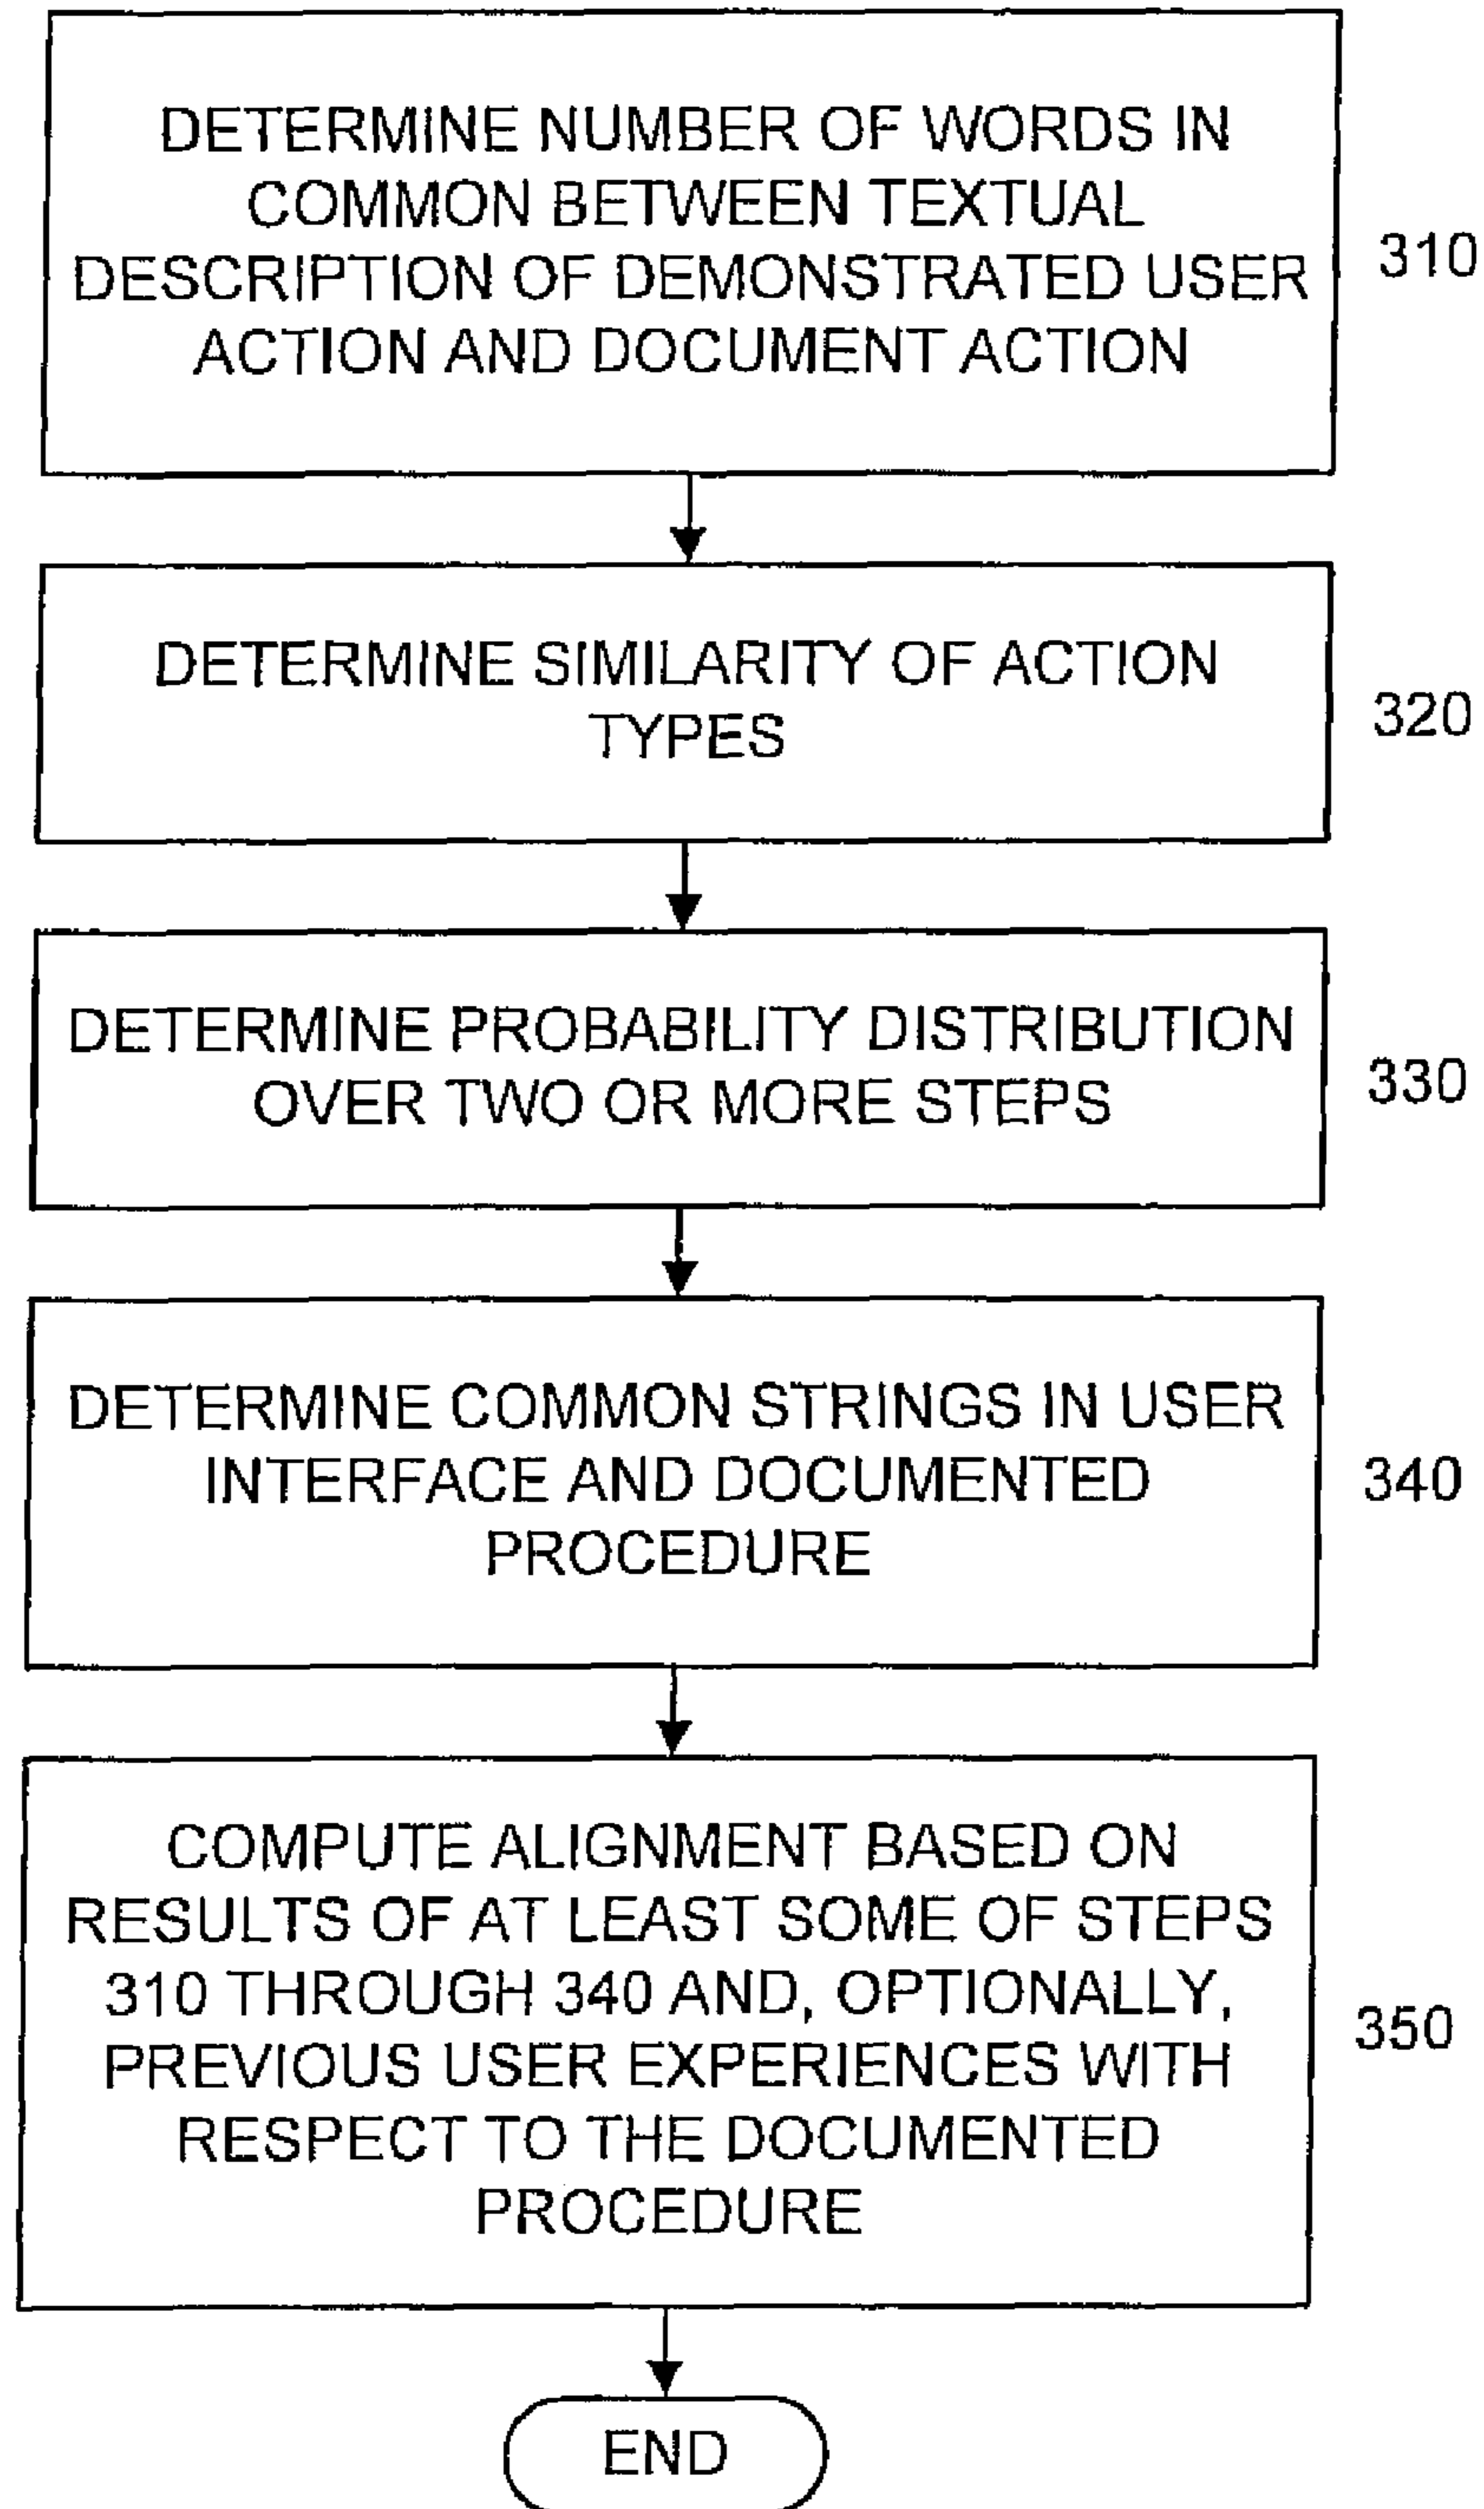 DETERMINE NUMBER OF WORDS IN
COMMON BETWEEN TEXTUAL
DESCRIPTION OF DEMONSTRATED USER
ACTION AND DOCUMENT ACTION
310
DETERMINE SIMILARITY OF ACTION
TYPES
320
DETERMINE PROBABILITY DISTRIBUTION
OVER TWO OR MORE STEPS
330
DETERMINE COMMON STRINGS IN USER
INTERFACE AND DOCUMENTED
PROCEDURE
340
COMPUTE ALIGNMENT BASED ON
RESULTS OF AT LEAST SOME OF STEPS
310 THROUGH 340 AND, OPTIONALLY,
PREVIOUS USER EXPERIENCES WITH
RESPECT TO THE DOCUMENTED
PROCEDURE
350
END